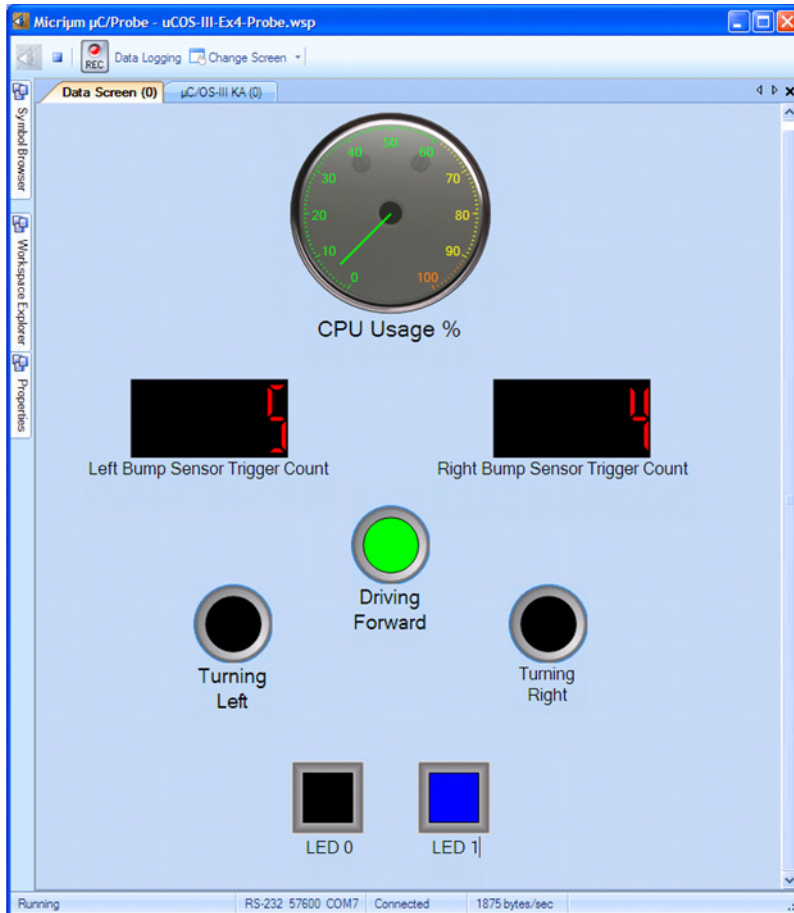 Micriµm µC/Probe - uCOS-III-Ex4-Probe.wsp
REC Data Logging Change Screen
Data Screen (0) µC/OS-III KA (0)
Symbol Browser
Workspace Explorer
Properties
50
40 60
30 70
20 80
10 90
0 100
CPU Usage %
5 4
Left Bump Sensor Trigger Count Right Bump Sensor Trigger Count
Driving
Forward
Turning Turning
Left Right
LED 0 LED 1
Running RS-232 57600 COM7 Connected 1875 bytes/sec